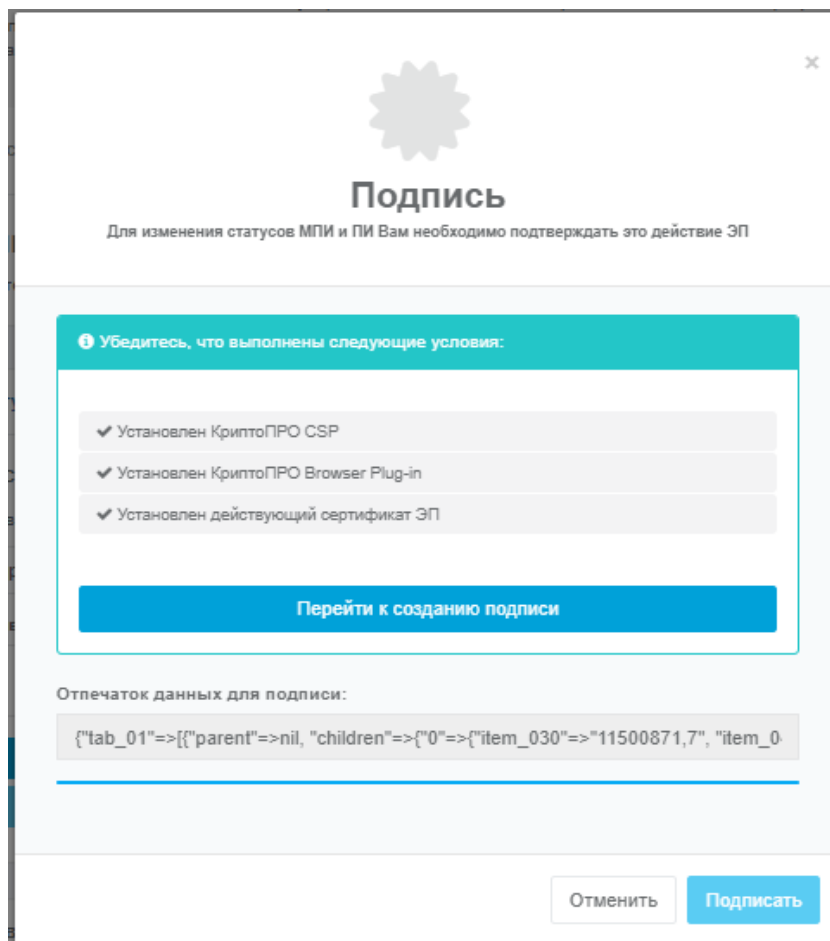 ×
Подпись
Для изменения статусов МПИ и ПИ Вам необходимо подтверждать это действие ЭП
Убедитесь, что выполнены следующие условия:
✔ Установлен КриптоПРО CSP
✔ Установлен КриптоПРО Browser Plug-in
✔ Установлен действующий сертификат ЭП
Перейти к созданию подписи
Отпечаток данных для подписи:
{"tab_01"=>[{"parent"=>nil, "children"=>{"0"=>{"item_030"=>"11500871,7", "item_0
Отменить
Подписать